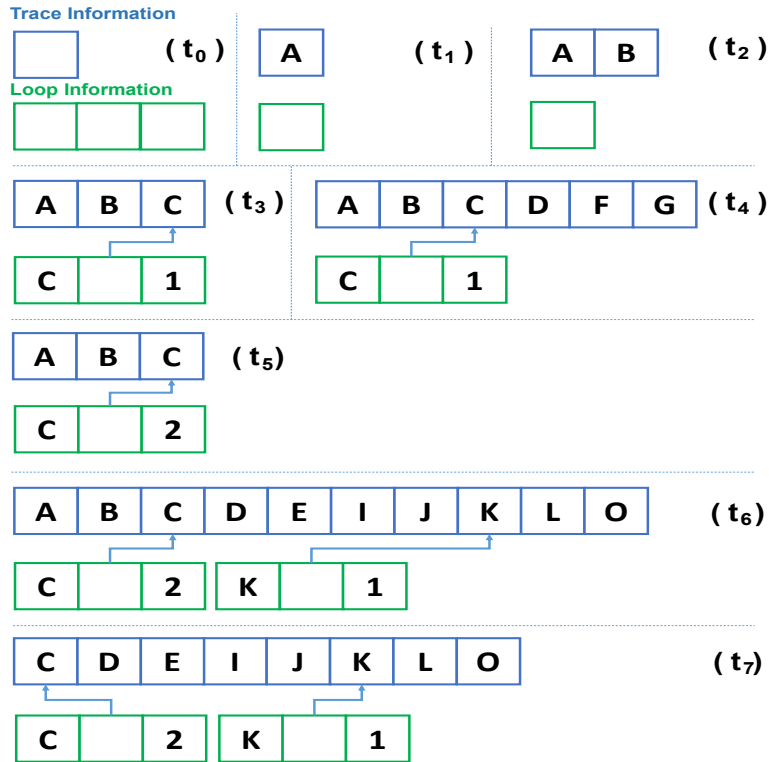 Trace Information
(t0)
A
(t1)
A B
(t2)
Loop Information
A B C
(t3)
C 1
A B C D F G
(t4)
C 1
A B C
(t5)
C 2
A B C D E I J K L O
(t6)
C 2 K 1
C D E I J K L O
(t7)
C 2 K 1